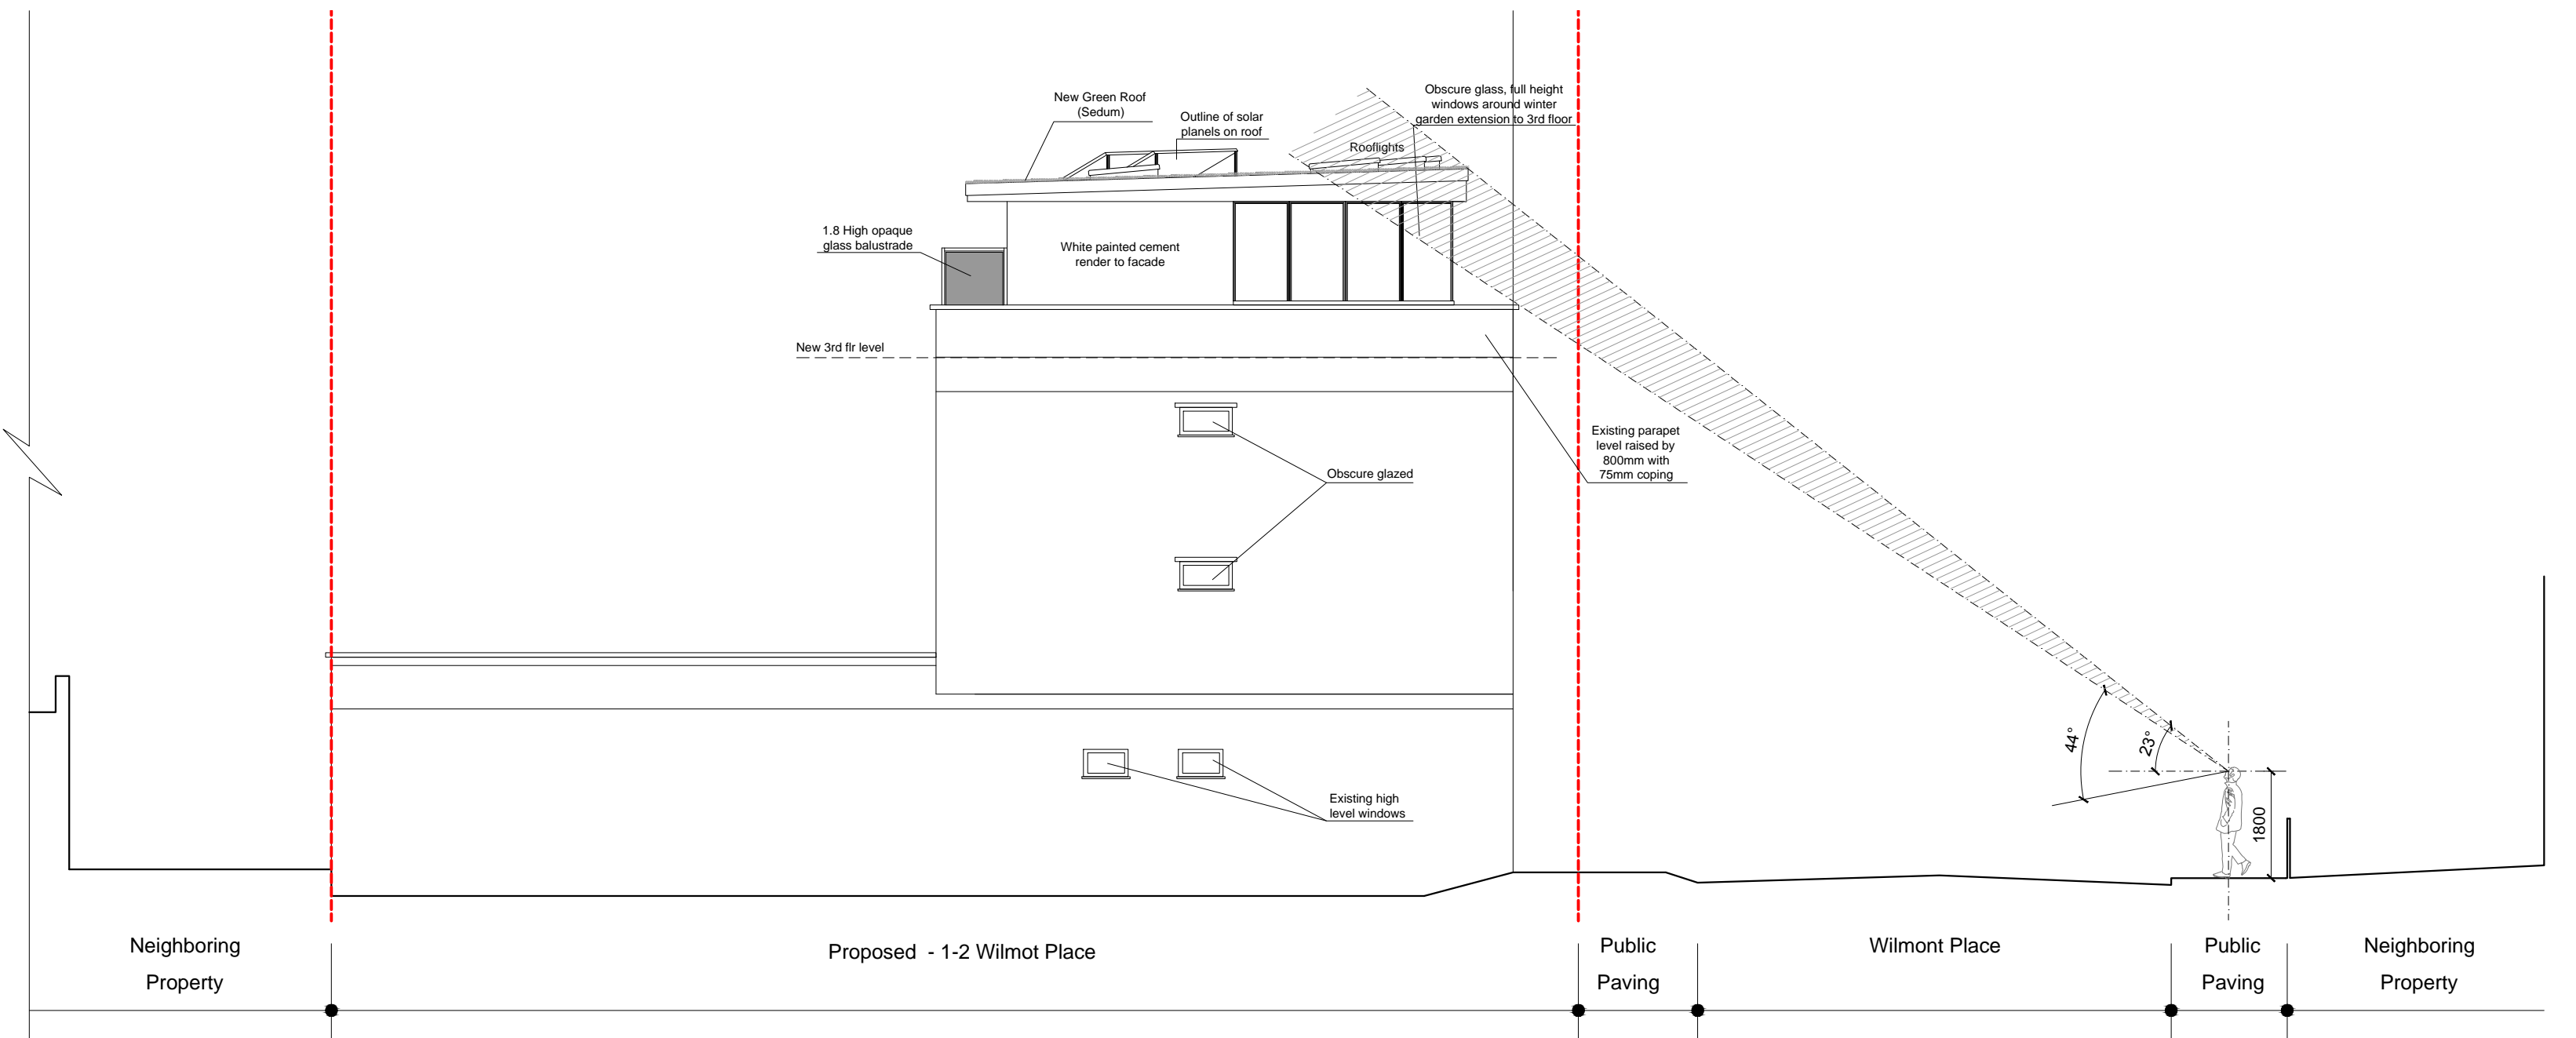 New Green Roof
(Sedum)
Outline of solar
planels on roof
Obscure glass, full height
windows around winter
garden extension to 3rd floor
Rooflights
1.8 High opaque
glass balustrade
White painted cement
render to facade
New 3rd flr level
Existing parapet
level raised by
800mm with
75mm coping
Obscure glazed
Existing high
level windows
44°
23°
1800
Neighboring
Property
Proposed - 1-2 Wilmot Place
Public
Paving
Wilmont Place
Public
Paving
Neighboring
Property